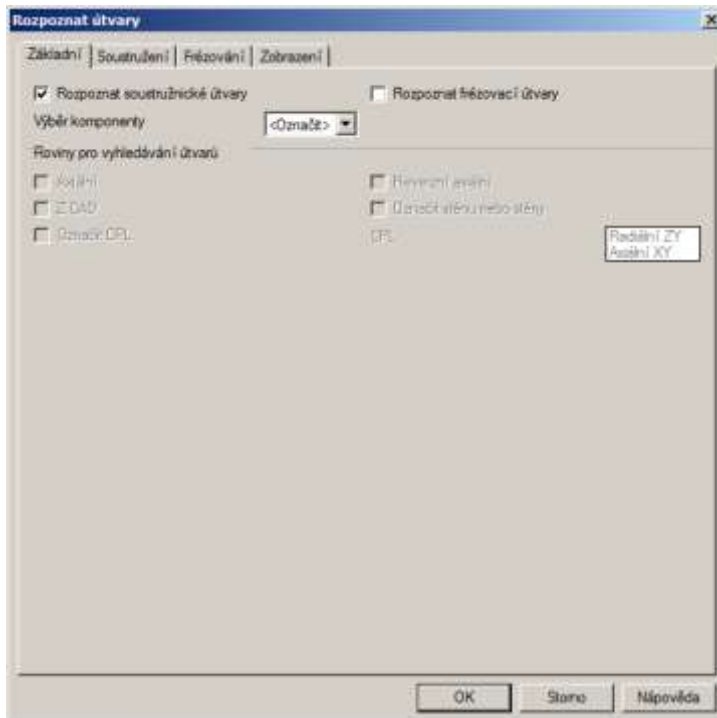 Rozpoznat útvary
Základní Soustružení Frézování Zobrazení
Rozpoznat soustružnické útvary Rozpoznat frézovací útvary
Výběr komponenty <Označit>
Roviny pro vyhledávání útvarů
Axiální Reverzní axiální
Označit stěnu nebo stěny
Označit CPL CPL Radiální ZY
Axiální XY
OK Storno Nápověda